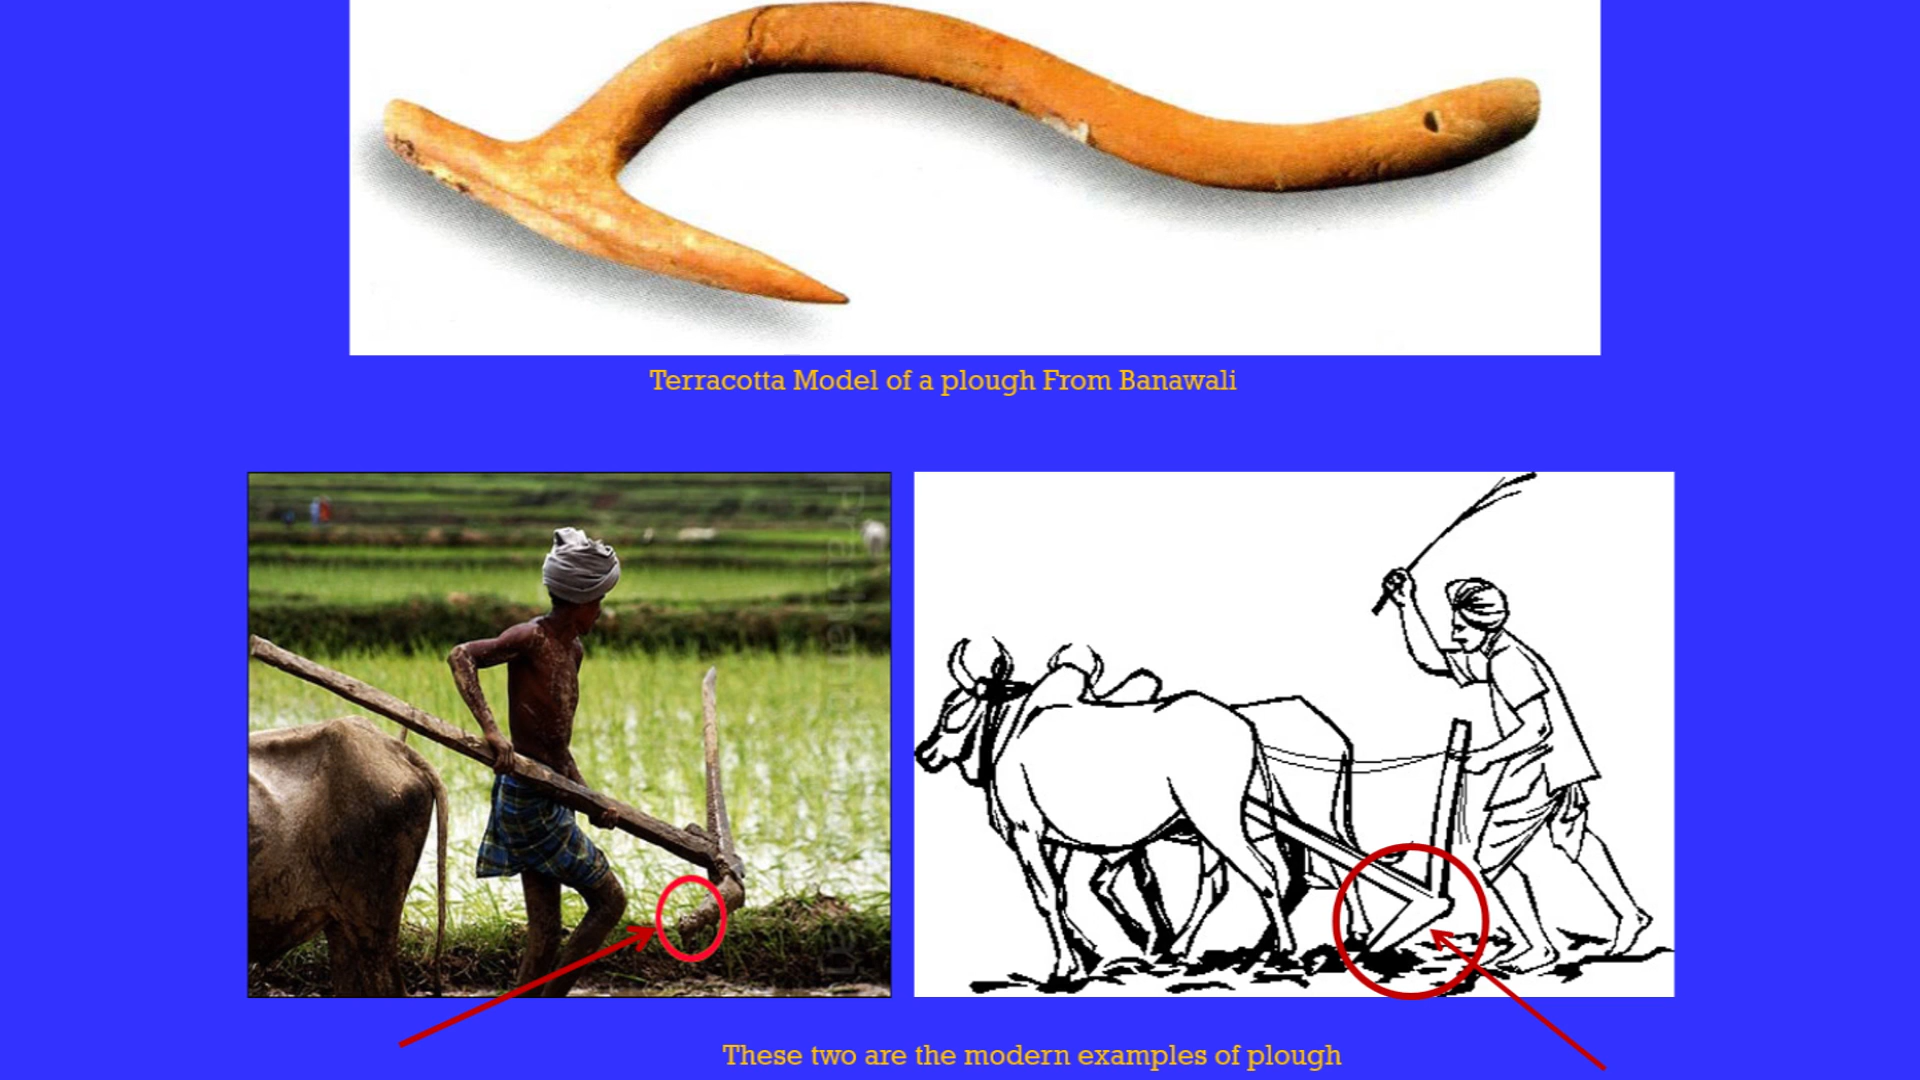 Terracotta Model of a plough From Banawali
These two are the modern examples of plough